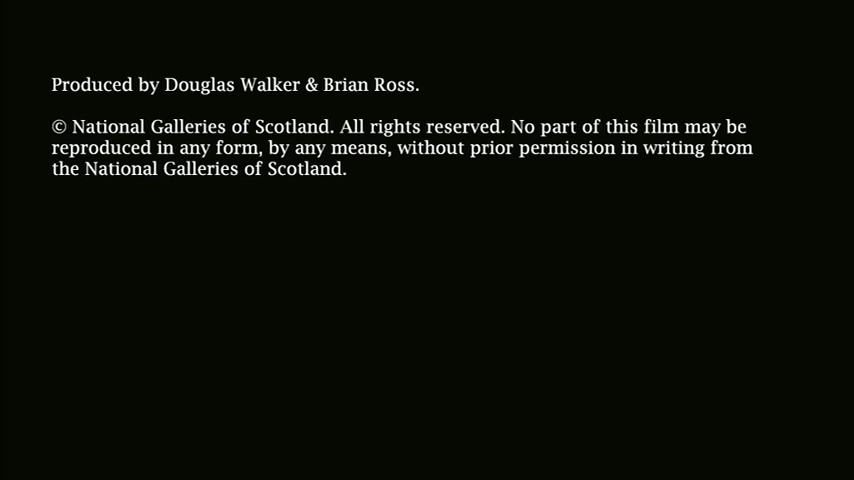 Produced by Douglas Walker & Brian Ross.
© National Galleries of Scotland. All rights reserved. No part of this film may be
reproduced in any form, by any means, without prior permission in writing from
the National Galleries of Scotland.